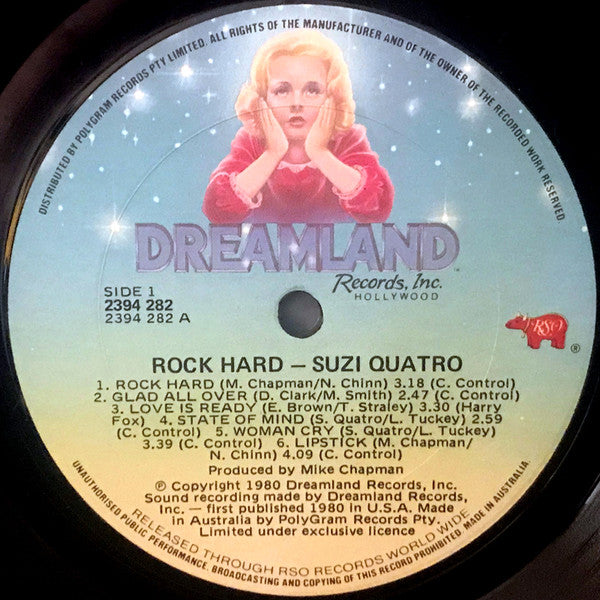 DISTRIBUTED BY POLYGRAM RECORDS PTY LIMITED. ALL RIGHTS OF THE MANUFACTURER AND OF THE OWNER OF THE RECORDED WORK RESERVED.
DREAMLAND
™
Records, Inc.
HOLLYWOOD
SIDE 1
2394 282
2394 282 A
RSO
®
ROCK HARD – SUZI QUATRO
1. ROCK HARD (M. Chapman/N. Chinn) 3.18 (C. Control)
2. GLAD ALL OVER (D. Clark/M. Smith) 2.47 (C. Control)
3. LOVE IS READY (E. Brown/T. Straley) 3.30 (Harry
Fox) 4. STATE OF MIND (S. Quatro/L. Tuckey) 2.59
(C. Control) 5. WOMAN CRY (S. Quatro/L. Tuckey)
3.39 (C. Control) 6. LIPSTICK (M. Chapman/
N. Chinn) 4.09 (C. Control)
Produced by Mike Chapman
℗ Copyright 1980 Dreamland Records, Inc.
Sound recording made by Dreamland Records,
Inc. — first published 1980 in U.S.A. Made
in Australia by PolyGram Records Pty.
Limited under exclusive licence
RELEASED THROUGH RSO RECORDS WORLD WIDE
UNAUTHORISED PUBLIC PERFORMANCE, BROADCASTING AND COPYING OF THIS RECORD PROHIBITED. MADE IN AUSTRALIA.